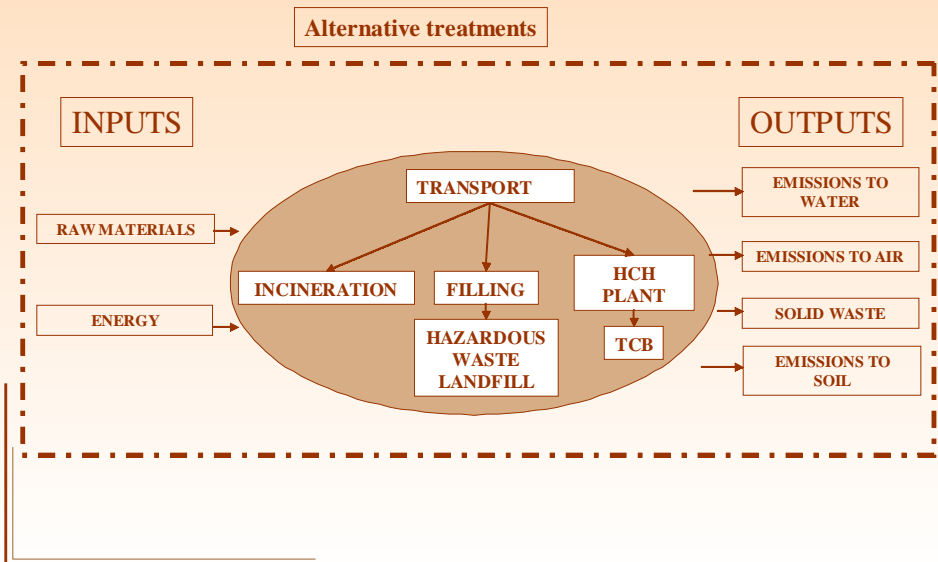 Alternative treatments
INPUTS
OUTPUTS
RAW MATERIALS
ENERGY
TRANSPORT
INCINERATION
FILLING
HAZARDOUS
WASTE
LANDFILL
HCH
PLANT
TCB
EMISSIONS TO
WATER
EMISSIONS TO AIR
SOLID WASTE
EMISSIONS TO
SOIL